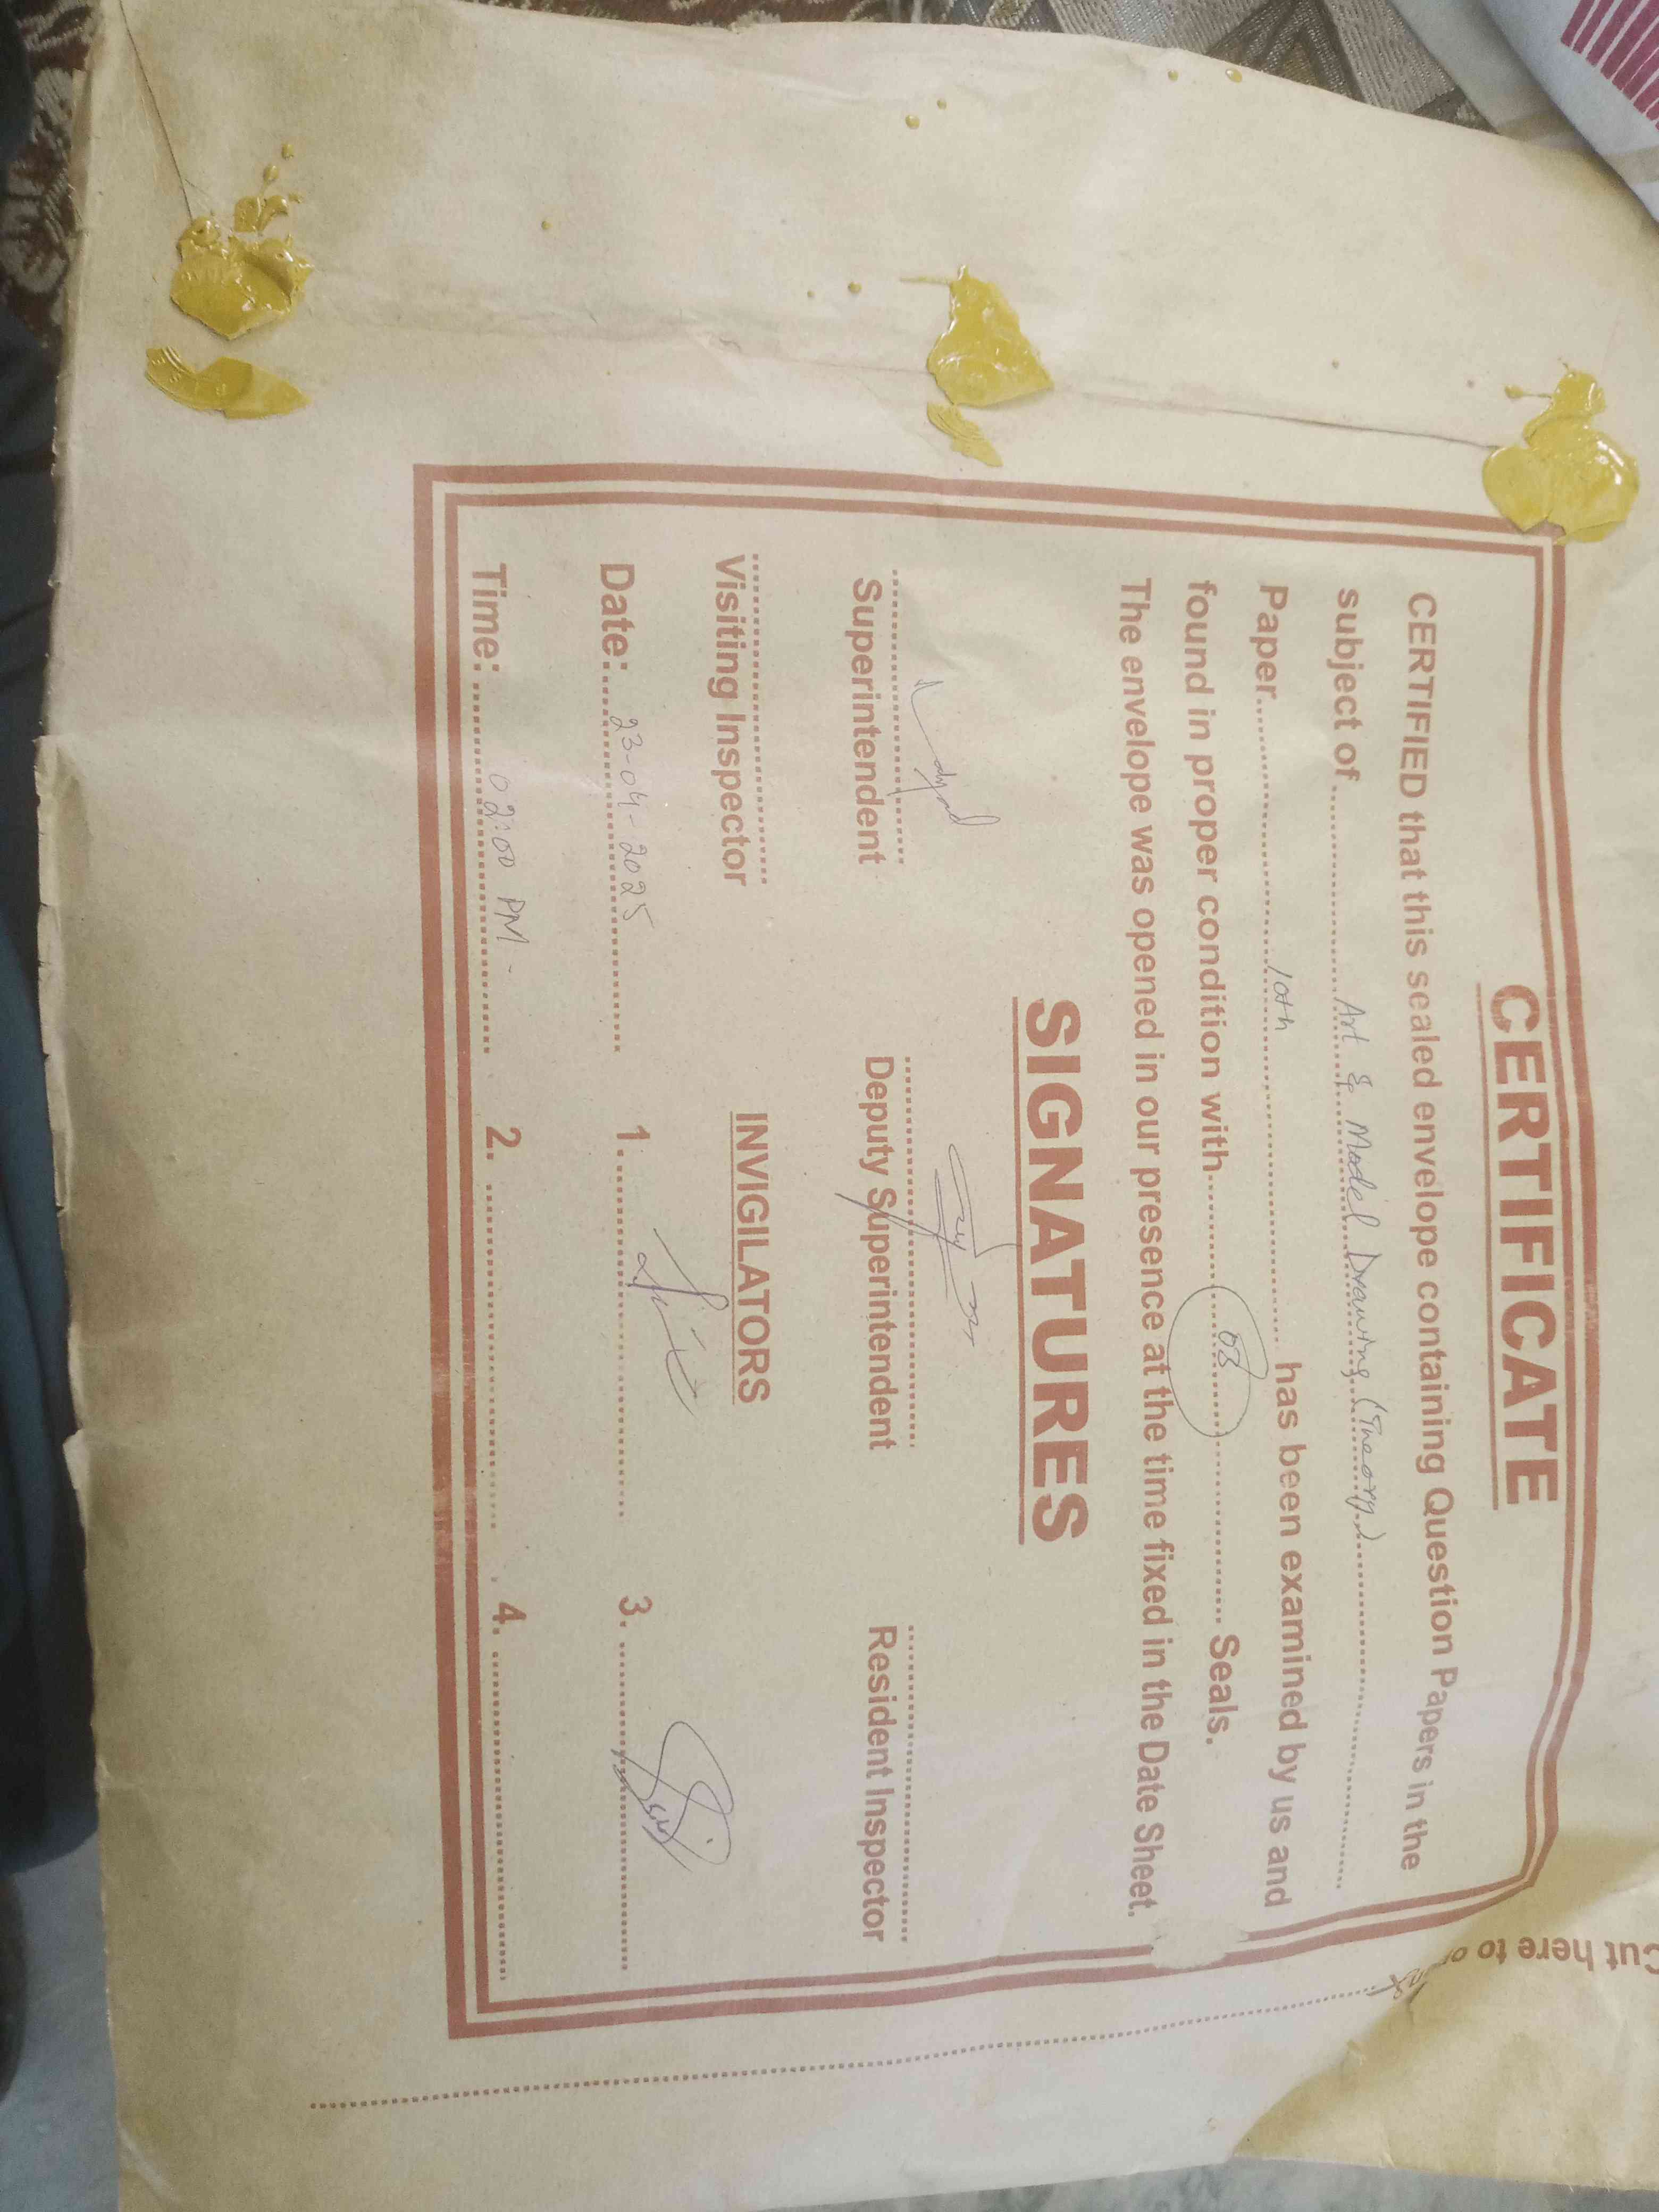 CERTIFICATE
CERTIFIED that this sealed envelope containing Question Papers in the
subject of Art & Model Drawing (Theory)
Paper 10th has been examined by us and
found in proper condition with 08 Seals.
The envelope was opened in our presence at the time fixed in the Date Sheet.
SIGNATURES
Superintendent Deputy Superintendent Resident Inspector
Visiting Inspector INVIGILATORS
Date: 23-04-2025 1. 3.
Time: 02:00 PM 2. 4.
Cut here to